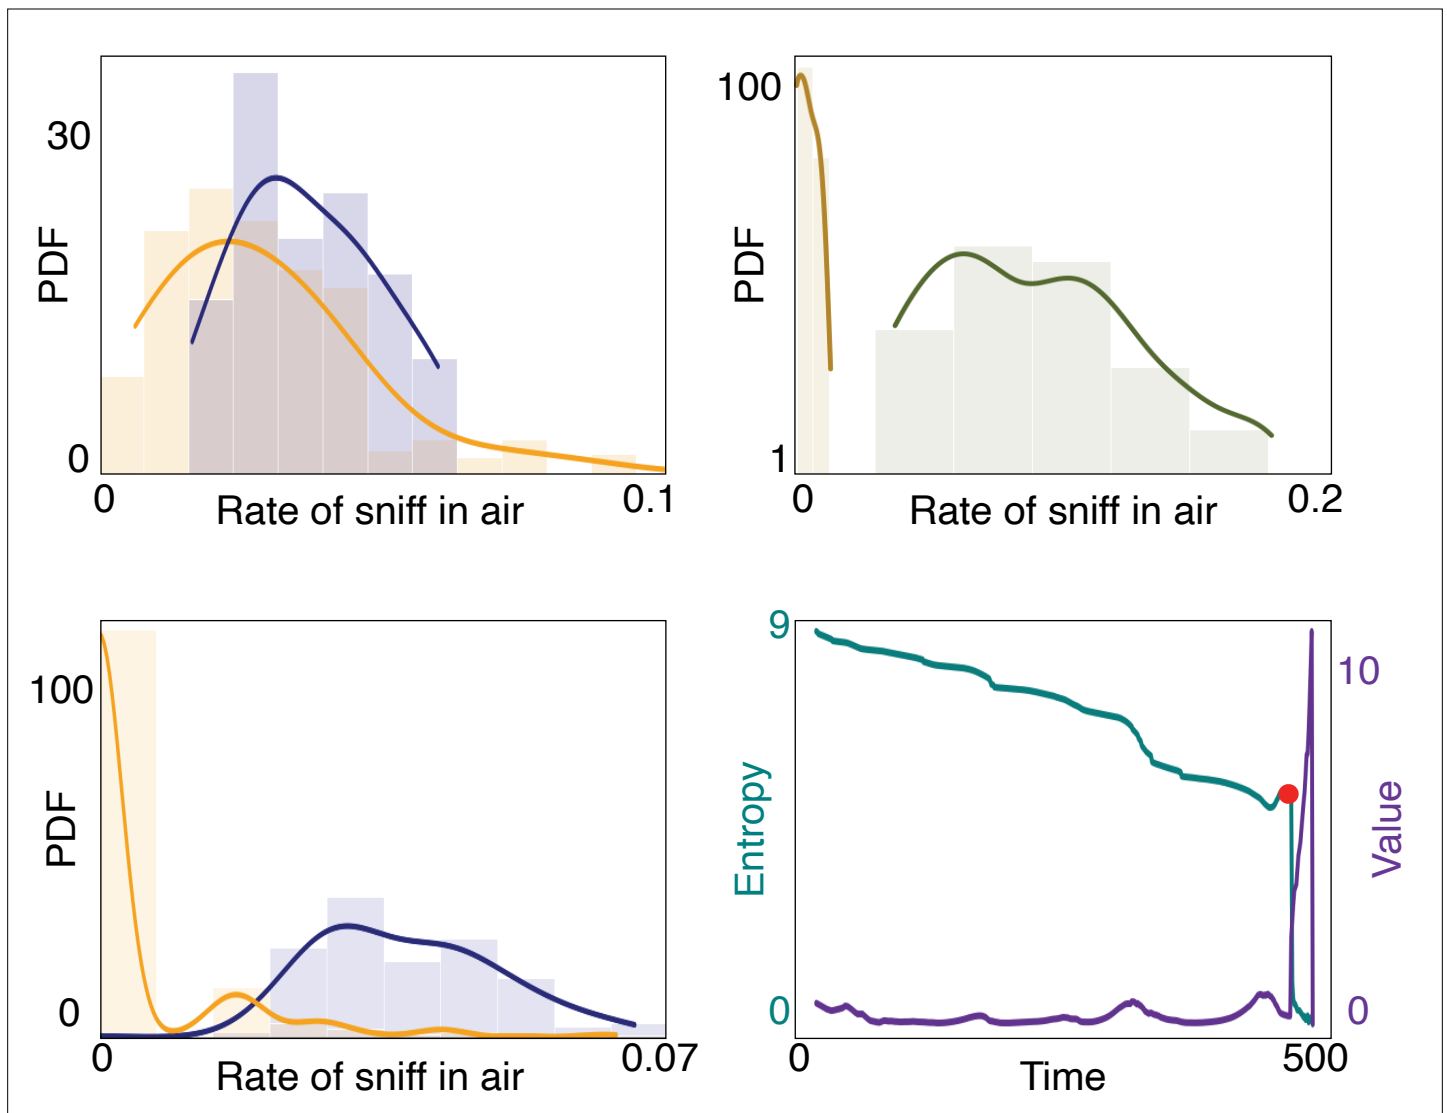 30
PDF
0
0
0.1
Rate of sniff in air
100
PDF
1
0
0.2
Rate of sniff in air
100
PDF
0
0
0.07
Rate of sniff in air
9
Entropy
0
10
Value
0
0
500
Time